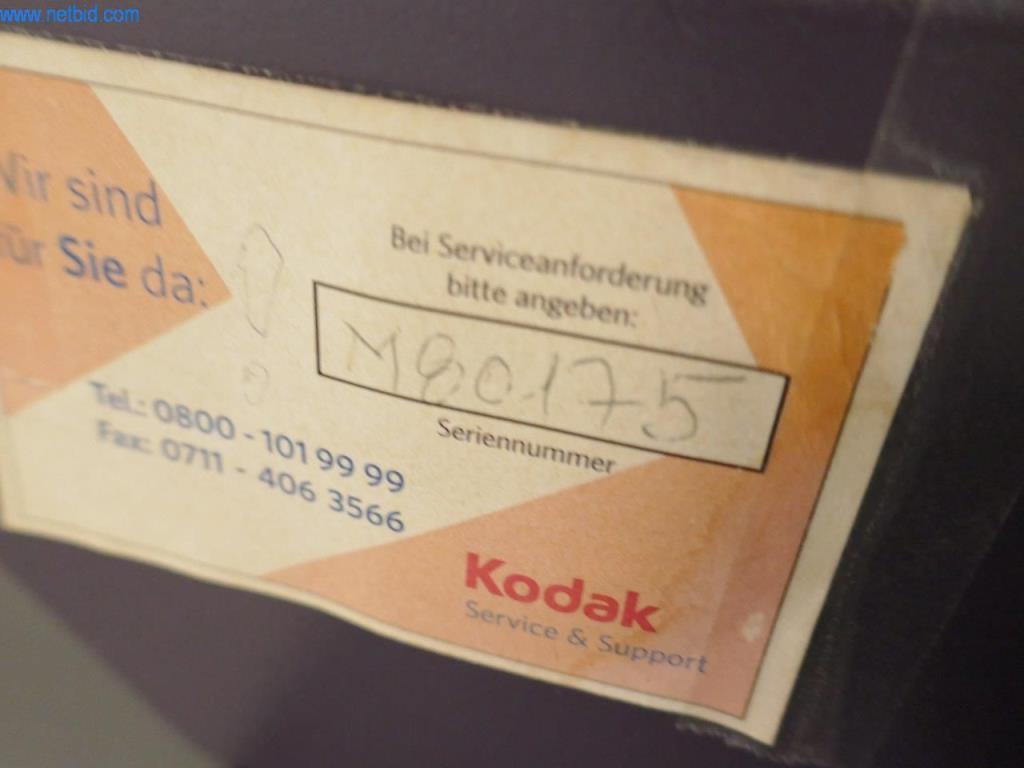 www.netbid.com
Wir sind
für Sie da:
!
Bei Serviceanforderung
bitte angeben:
M80175
Seriennummer
Tel.: 0800 - 101 99 99
Fax: 0711 - 406 3566
Kodak
Service & Support